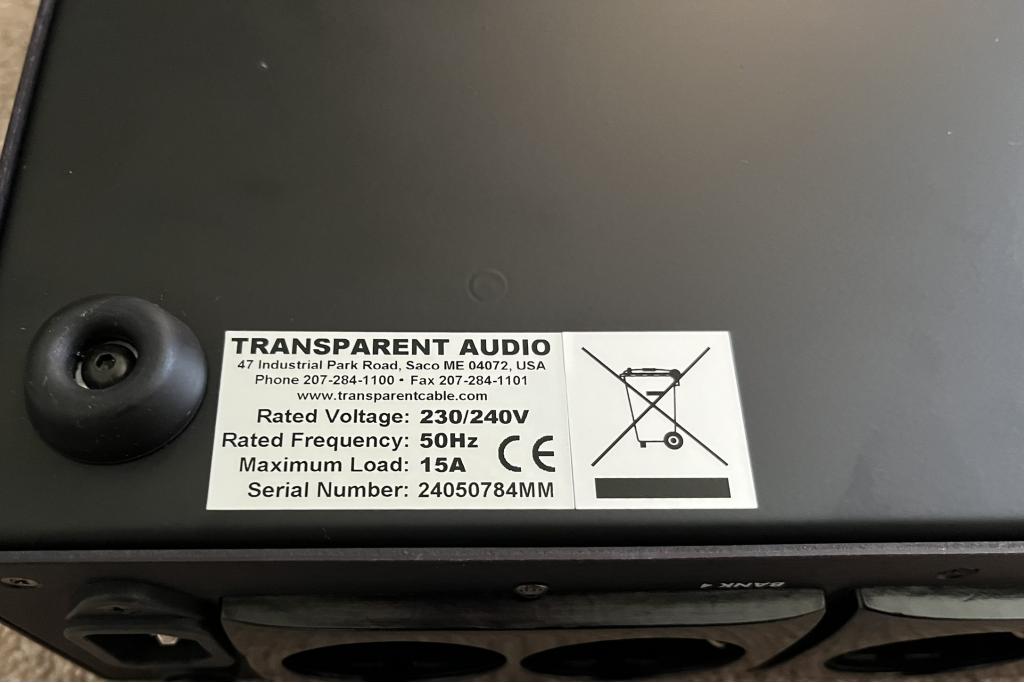 TRANSPARENT AUDIO
47 Industrial Park Road, Saco ME 04072, USA
Phone 207-284-1100 • Fax 207-284-1101
www.transparentcable.com
Rated Voltage: 230/240V
Rated Frequency: 50Hz
CE
Maximum Load: 15A
Serial Number: 24050784MM
BANK 4